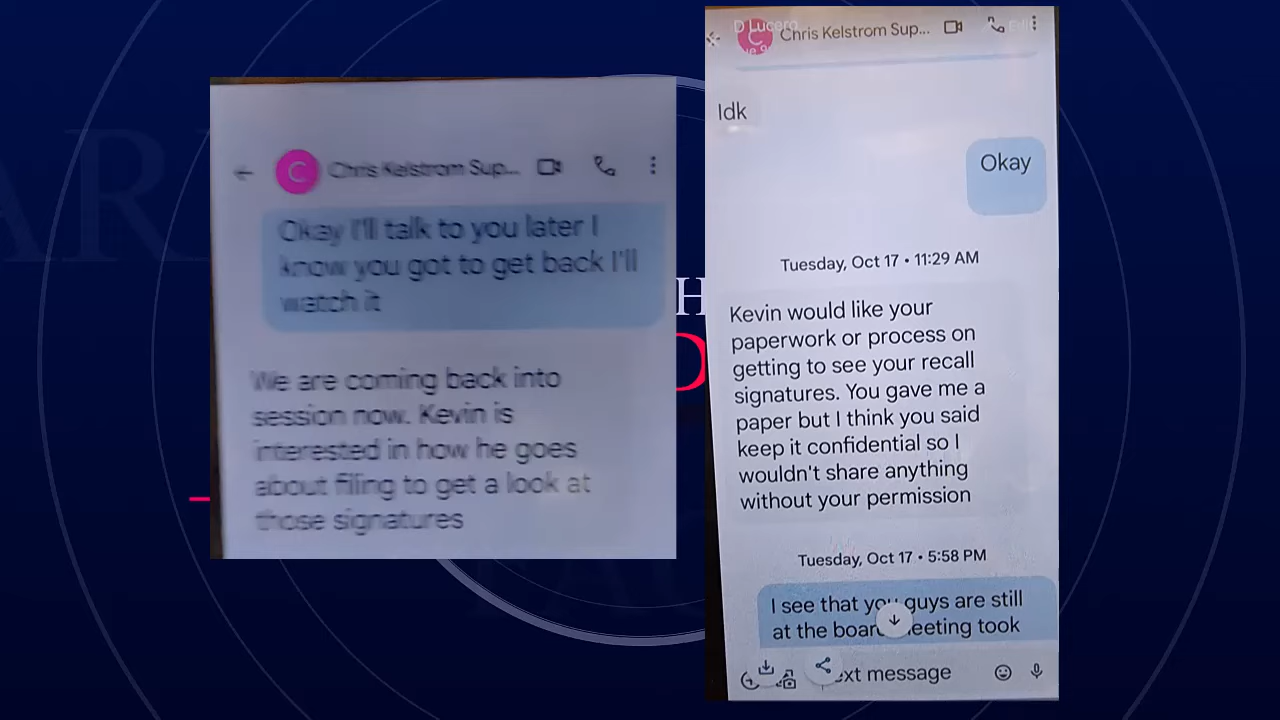 Chris Kelstrom Sup...
Okay I'll talk to you later I
know you got to get back I'll
watch it
We are coming back into
session now. Kevin is
interested in how he goes
about filing to get a look at
those signatures
D Lucero
C Chris Kelstrom Sup...
Idk
Okay
Tuesday, Oct 17 • 11:29 AM
Kevin would like your
paperwork or process on
getting to see your recall
signatures. You gave me a
paper but I think you said
keep it confidential so I
wouldn't share anything
without your permission
Tuesday, Oct 17 • 5:58 PM
I see that you guys are still
at the board meeting took
text message
H